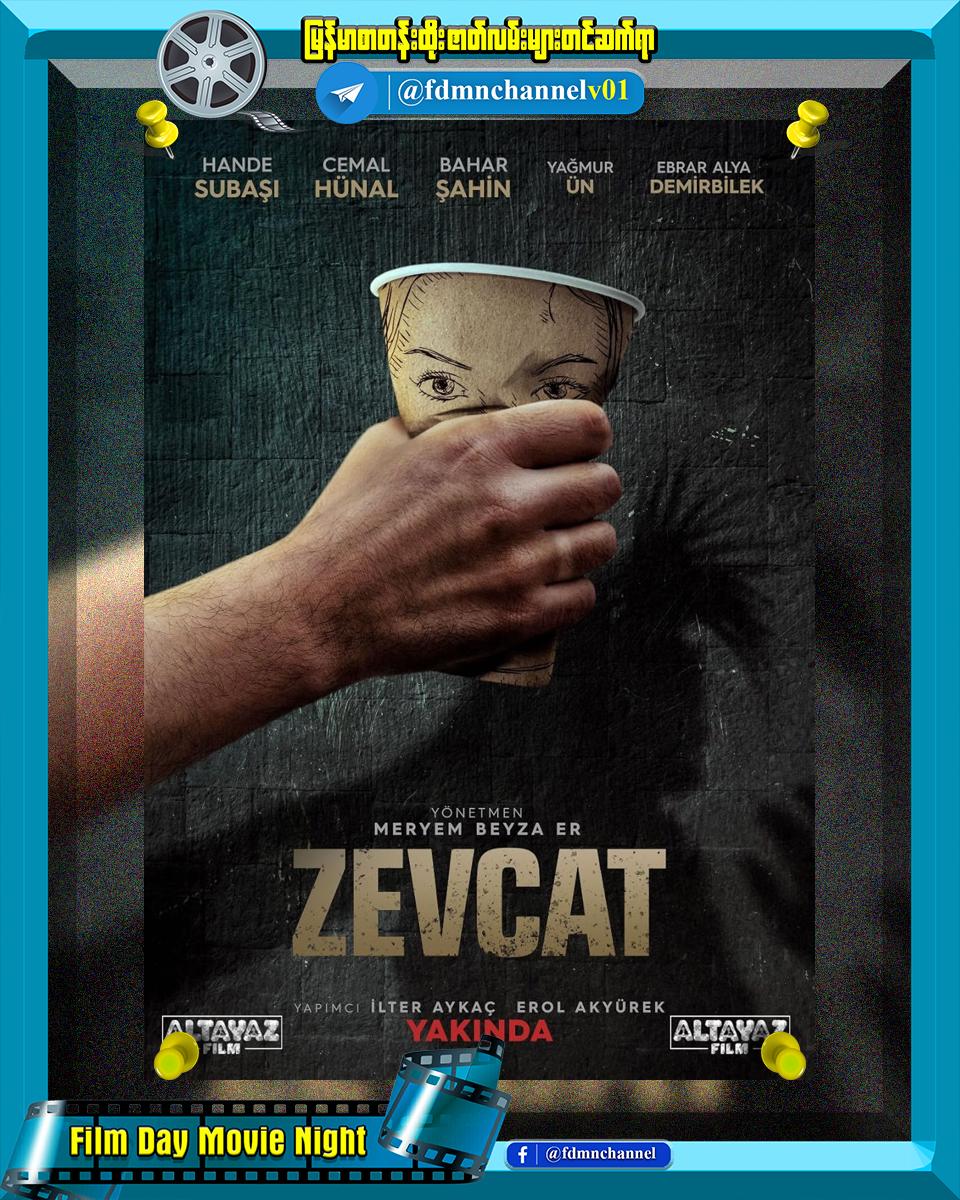 မြန်မာစာတန်းထိုးဇာတ်လမ်းများတင်ဆက်ရာ
@fdmnchannelv01
HANDE SUBAŞI
CEMAL HÜNAL
BAHAR ŞAHİN
YAĞMUR ÜN
EBRAR ALYA DEMİRBİLEK
YÖNETMEN
MERYEM BEYZA ER
ZEVCAT
YAPIMCI İLTER AYKAÇ EROL AKYÜREK
YAKINDA
ALTAYAZ FILM
ALTAYAZ FILM
Film Day Movie Night
@fdmnchannel